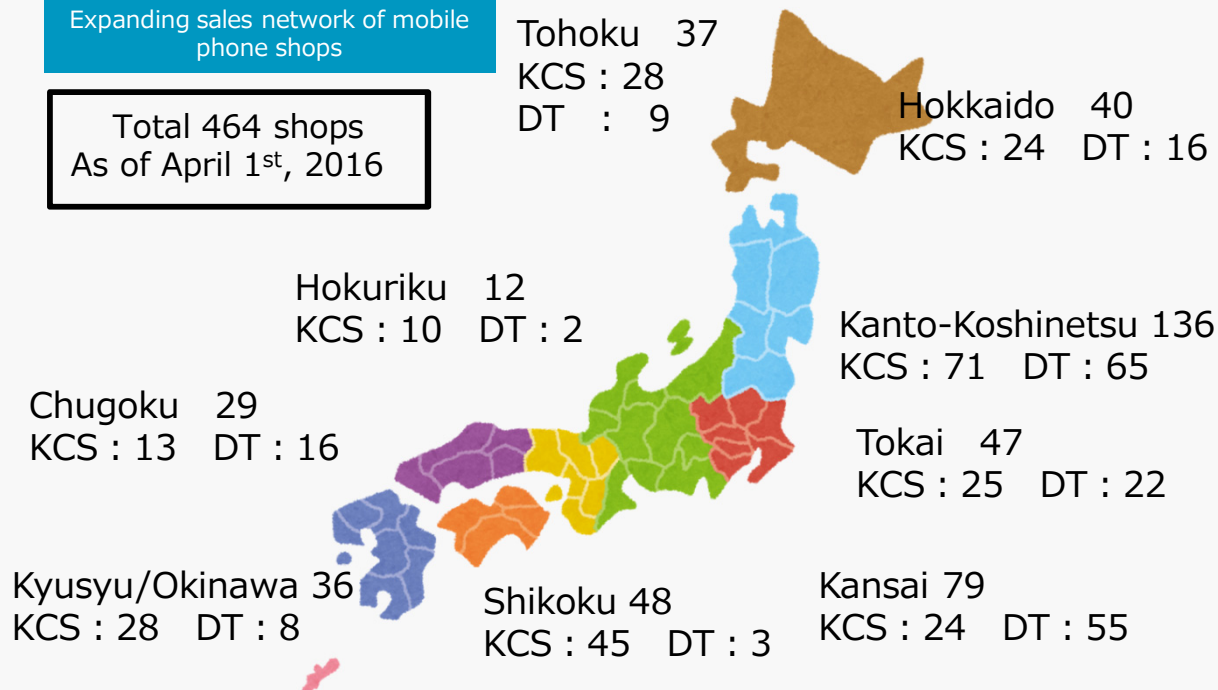 Expanding sales network of mobile
phone shops
Total 464 shops
As of April 1st, 2016
Tohoku 37
KCS : 28
DT : 9
Hokkaido 40
KCS : 24 DT : 16
Hokuriku 12
KCS : 10 DT : 2
Kanto-Koshinetsu 136
KCS : 71 DT : 65
Chugoku 29
KCS : 13 DT : 16
Tokai 47
KCS : 25 DT : 22
Kyusyu/Okinawa 36
KCS : 28 DT : 8
Shikoku 48
KCS : 45 DT : 3
Kansai 79
KCS : 24 DT : 55